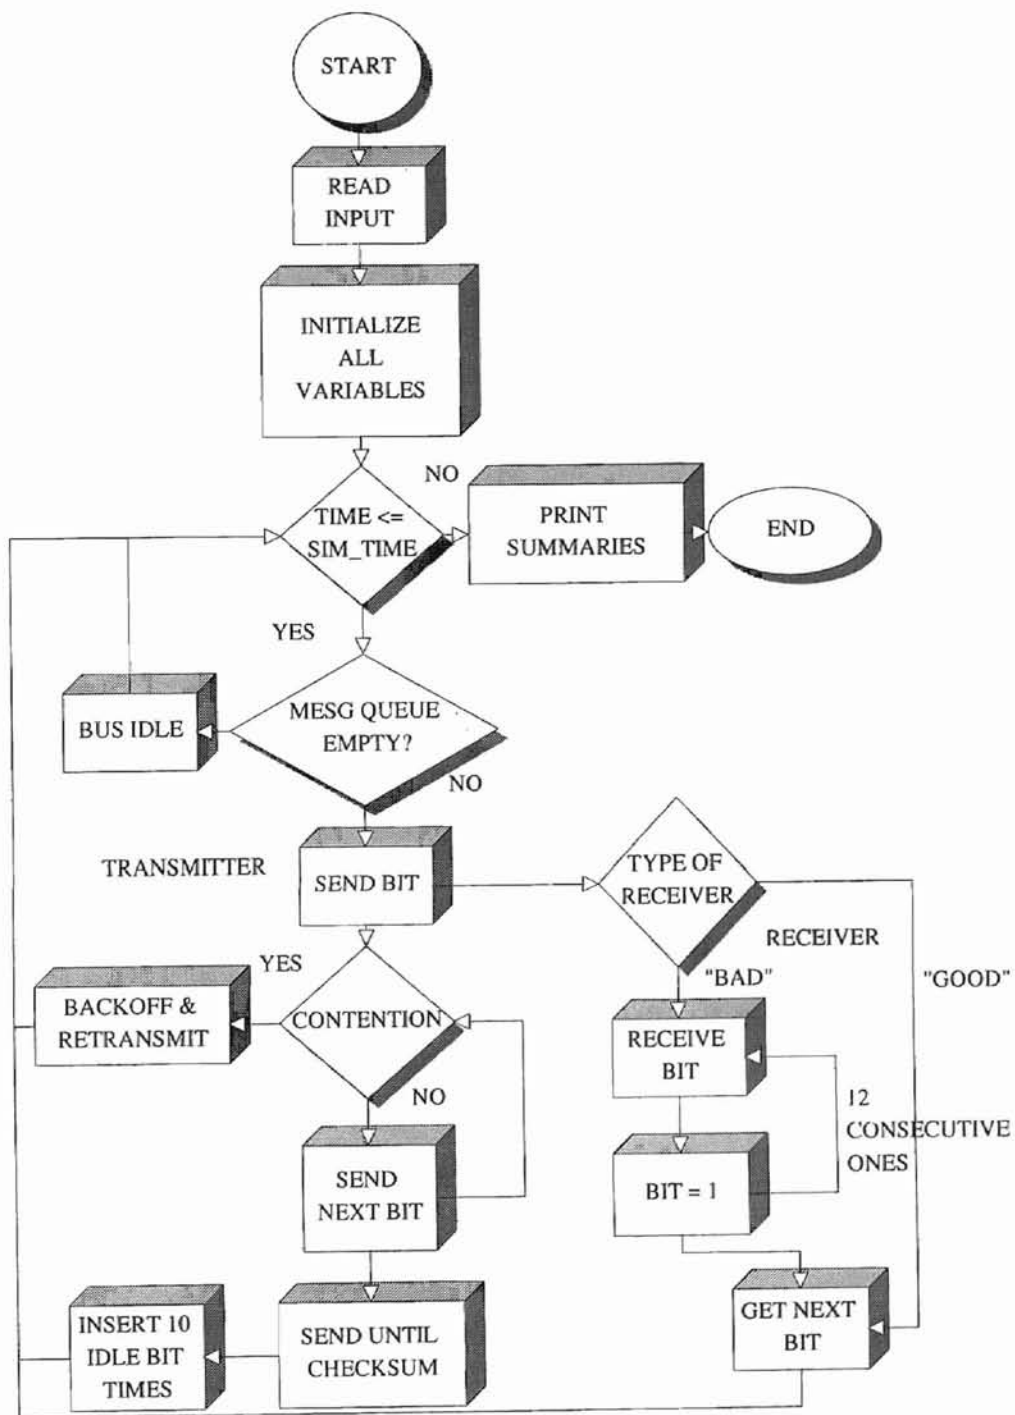 START
READ
INPUT
INITIALIZE
ALL
VARIABLES
TIME <=
SIM_TIME
NO
PRINT
SUMMARIES
END
YES
MESG QUEUE
EMPTY?
BUS IDLE
NO
TRANSMITTER
SEND BIT
TYPE OF
RECEIVER
RECEIVER
"BAD"
"GOOD"
YES
CONTENTION
BACKOFF &
RETRANSMIT
NO
RECEIVE
BIT
12
CONSECUTIVE
ONES
SEND
NEXT BIT
BIT = 1
INSERT 10
IDLE BIT
TIMES
SEND UNTIL
CHECKSUM
GET NEXT
BIT